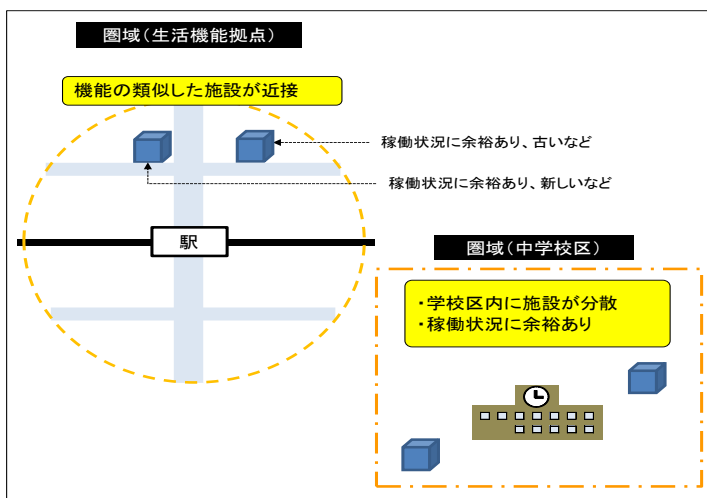 圏域(生活機能拠点)
機能の類似した施設が近接
稼働状況に余裕あり、古いなど
稼働状況に余裕あり、新しいなど
駅
圏域(中学校区)
・学校区内に施設が分散
・稼働状況に余裕あり